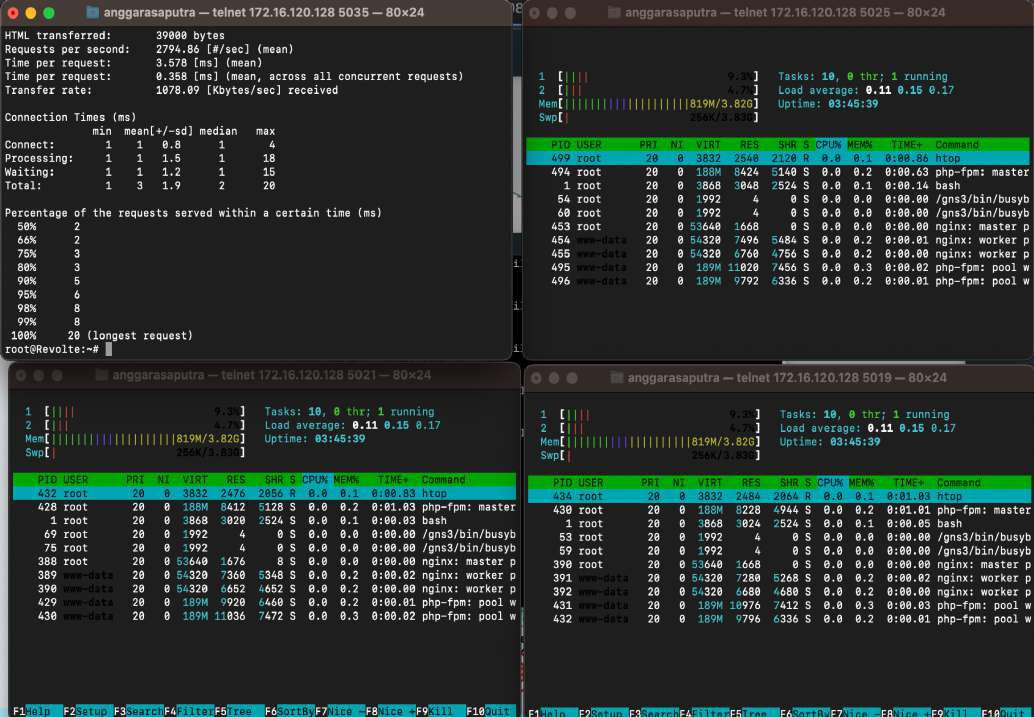 anggarasaputra — telnet 172.16.120.128 5035 — 80×24
HTML transferred: 39000 bytes
Requests per second: 2794.86 [#/sec] (mean)
Time per request: 3.578 [ms] (mean)
Time per request: 0.358 [ms] (mean, across all concurrent requests)
Transfer rate: 1078.09 [Kbytes/sec] received
Connection Times (ms)
min mean[+/-sd] median max
Connect: 1 1 0.8 1 4
Processing: 1 1 1.5 1 18
Waiting: 1 1 1.2 1 15
Total: 1 3 1.9 2 20
Percentage of the requests served within a certain time (ms)
50% 2
66% 2
75% 3
80% 3
90% 5
95% 6
98% 8
99% 8
100% 20 (longest request)
root@Revolte:~#
anggarasaputra — telnet 172.16.120.128 5025 — 80×24
1 [|||| 9.3%] Tasks: 10, 0 thr; 1 running
2 [||| 4.7%] Load average: 0.11 0.15 0.17
Mem[||||||||||||||||||||819M/3.82G] Uptime: 03:45:39
Swp[| 256K/3.83G]
PID USER PRI NI VIRT RES SHR S CPU% MEM% TIME+ Command
499 root 20 0 3832 2540 2120 R 0.0 0.1 0:00.86 htop
494 root 20 0 188M 8424 5140 S 0.0 0.2 0:00.63 php-fpm: master
1 root 20 0 3868 3048 2524 S 0.0 0.1 0:00.14 bash
54 root 20 0 1992 4 0 S 0.0 0.0 0:00.00 /gns3/bin/busyb
60 root 20 0 1992 4 0 S 0.0 0.0 0:00.00 /gns3/bin/busyb
453 root 20 0 53640 1668 0 S 0.0 0.0 0:00.00 nginx: master p
454 www-data 20 0 54320 7496 5484 S 0.0 0.2 0:00.01 nginx: worker p
455 www-data 20 0 54320 6760 4756 S 0.0 0.2 0:00.00 nginx: worker p
495 www-data 20 0 189M 11020 7456 S 0.0 0.3 0:00.02 php-fpm: pool w
496 www-data 20 0 189M 9792 6336 S 0.0 0.2 0:00.01 php-fpm: pool w
anggarasaputra — telnet 172.16.120.128 5021 — 80×24
1 [|||| 9.3%] Tasks: 10, 0 thr; 1 running
2 [||| 4.7%] Load average: 0.11 0.15 0.17
Mem[||||||||||||||||||||819M/3.82G] Uptime: 03:45:39
Swp[| 256K/3.83G]
PID USER PRI NI VIRT RES SHR S CPU% MEM% TIME+ Command
432 root 20 0 3832 2476 2056 R 0.0 0.1 0:00.83 htop
428 root 20 0 188M 8412 5128 S 0.0 0.2 0:01.03 php-fpm: master
1 root 20 0 3868 3020 2524 S 0.0 0.1 0:00.03 bash
69 root 20 0 1992 4 0 S 0.0 0.0 0:00.00 /gns3/bin/busyb
75 root 20 0 1992 4 0 S 0.0 0.0 0:00.00 /gns3/bin/busyb
388 root 20 0 53640 1676 8 S 0.0 0.0 0:00.00 nginx: master p
389 www-data 20 0 54320 7360 5348 S 0.0 0.2 0:00.02 nginx: worker p
390 www-data 20 0 54320 6652 4652 S 0.0 0.2 0:00.00 nginx: worker p
429 www-data 20 0 189M 9920 6460 S 0.0 0.2 0:00.01 php-fpm: pool w
430 www-data 20 0 189M 11036 7472 S 0.0 0.3 0:00.02 php-fpm: pool w
F1Help F2Setup F3SearchF4FilterF5Tree F6SortByF7Nice -F8Nice +F9Kill F10Quit
anggarasaputra — telnet 172.16.120.128 5019 — 80×24
1 [|||| 9.3%] Tasks: 10, 0 thr; 1 running
2 [||| 4.7%] Load average: 0.11 0.15 0.17
Mem[||||||||||||||||||||819M/3.82G] Uptime: 03:45:39
Swp[| 256K/3.83G]
PID USER PRI NI VIRT RES SHR S CPU% MEM% TIME+ Command
434 root 20 0 3832 2484 2064 R 0.0 0.1 0:01.03 htop
430 root 20 0 188M 8228 4944 S 0.0 0.2 0:01.01 php-fpm: master
1 root 20 0 3868 3024 2524 S 0.0 0.1 0:00.05 bash
53 root 20 0 1992 4 0 S 0.0 0.0 0:00.00 /gns3/bin/busyb
59 root 20 0 1992 4 0 S 0.0 0.0 0:00.00 /gns3/bin/busyb
390 root 20 0 53640 1668 0 S 0.0 0.0 0:00.00 nginx: master p
391 www-data 20 0 54320 7280 5268 S 0.0 0.2 0:00.02 nginx: worker p
392 www-data 20 0 54320 6680 4680 S 0.0 0.2 0:00.00 nginx: worker p
431 www-data 20 0 189M 10976 7412 S 0.0 0.3 0:00.03 php-fpm: pool w
432 www-data 20 0 189M 9796 6336 S 0.0 0.2 0:00.01 php-fpm: pool w
F1Help F2Setup F3SearchF4FilterF5Tree F6SortByF7Nice -F8Nice +F9Kill F10Quit